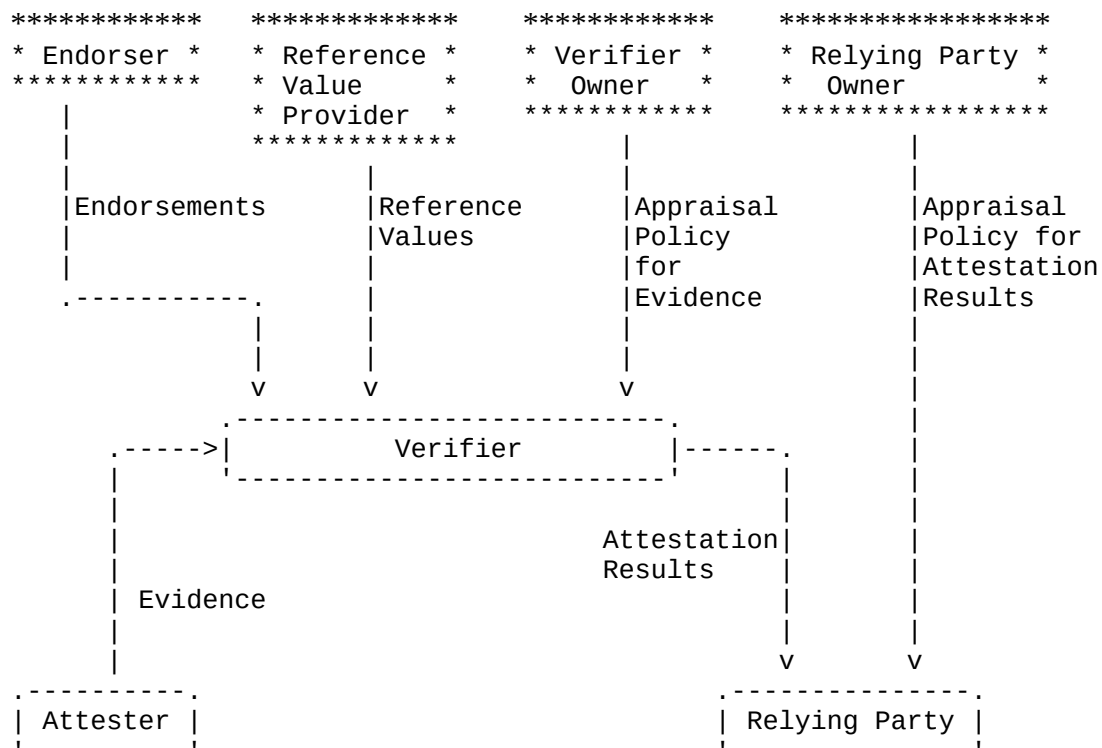 ************ ************* ************ *****************
* Endorser * * Reference * * Verifier * * Relying Party *
************ * Value * * Owner * * Owner *
* Provider * ************ *****************
*************
Endorsements Reference Appraisal Appraisal
Values Policy Policy for
for Attestation
Evidence Results
v v v
Verifier
Attestation
Results
Evidence
v v
Attester Relying Party